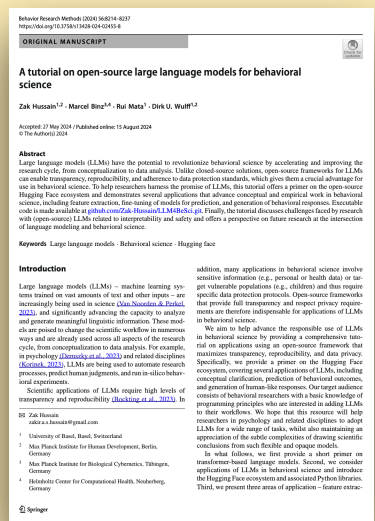 Behavior Research Methods (2024) 56:8214–8237
https://doi.org/10.3758/s13428-024-02455-8
ORIGINAL MANUSCRIPT
A tutorial on open-source large language models for behavioral
science
Zak Hussain1,2 · Marcel Binz3,4 · Rui Mata1 · Dirk U. Wulff1,2
Accepted: 27 May 2024 / Published online: 15 August 2024
© The Author(s) 2024
Abstract
Large language models (LLMs) have the potential to revolutionize behavioral science by accelerating and improving the
research cycle, from conceptualization to data analysis. Unlike closed-source solutions, open-source frameworks for LLMs
can enable transparency, reproducibility, and adherence to data protection standards, which gives them a crucial advantage for
use in behavioral science. To help researchers harness the promise of LLMs, this tutorial offers a primer on the open-source
Hugging Face ecosystem and demonstrates several applications that advance conceptual and empirical work in behavioral
science, including feature extraction, fine-tuning of models for prediction, and generation of behavioral responses. Executable
code is made available at github.com/Zak-Hussain/LLM4BeSci.git. Finally, the tutorial discusses challenges faced by research
with (open-source) LLMs related to interpretability and safety and offers a perspective on future research at the intersection
of language modeling and behavioral science.
Keywords Large language models · Behavioral science · Hugging face
Introduction
Large language models (LLMs) – machine learning sys-
tems trained on vast amounts of text and other inputs – are
increasingly being used in science (Van Noorden & Perkel,
2023), and significantly advancing the capacity to analyze
and generate meaningful linguistic information. These mod-
els are poised to change the scientific workflow in numerous
ways and are already used across all aspects of the research
cycle, from conceptualization to data analysis. For example,
in psychology (Demszky et al., 2023) and related disciplines
(Korinek, 2023), LLMs are being used to automate research
processes, predict human judgments, and run in-silico behav-
ioral experiments.
Scientific applications of LLMs require high levels of
transparency and reproducibility (Bockting et al., 2023). In
✉ Zak Hussain
zakir.a.s.hussain@gmail.com
1 University of Basel, Basel, Switzerland
2 Max Planck Institute for Human Development, Berlin,
Germany
3 Max Planck Institute for Biological Cybernetics, Tübingen,
Germany
4 Helmholtz Center for Computational Health, Neuherberg,
Germany
addition, many applications in behavioral science involve
sensitive information (e.g., personal or health data) or tar-
get vulnerable populations (e.g., children) and thus require
specific data protection protocols. Open-source frameworks
that provide full transparency and respect privacy require-
ments are therefore indispensable for applications of LLMs
in behavioral science.
We aim to help advance the responsible use of LLMs
in behavioral science by providing a comprehensive tuto-
rial on applications using an open framework that
maximizes transparency, reproducibility, and data privacy.
Specifically, we provide a primer on the Hugging Face
ecosystem, covering several applications of LLMs, including
conceptual clarification, prediction of behavioral outcomes,
and generation of human-like responses. Our target audience
consists of behavioral researchers with a basic knowledge of
programming principles who are interested in adding LLMs
to their workflows. We hope that this resource will help
researchers in psychology and related disciplines to adopt
LLMs for a wide range of tasks, whilst also maintaining an
appreciation of the subtle complexities of drawing scientific
conclusions from such flexible and opaque models.
In what follows, we first provide a short primer on
transformer-based language models. Second, we consider
applications of LLMs in behavioral science and introduce
the Hugging Face ecosystem and associated Python libraries.
Third, we present three areas of application – feature extrac-
Springer